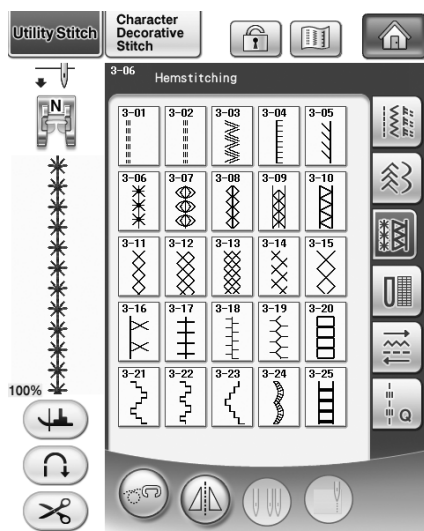 Utility Stitch
Character
Decorative
Stitch
3-06
Hemstitching
N
3-01 3-02 3-03 3-04 3-05
3-06 3-07 3-08 3-09 3-10
3-11 3-12 3-13 3-14 3-15
3-16 3-17 3-18 3-19 3-20
3-21 3-22 3-23 3-24 3-25
100%
Q